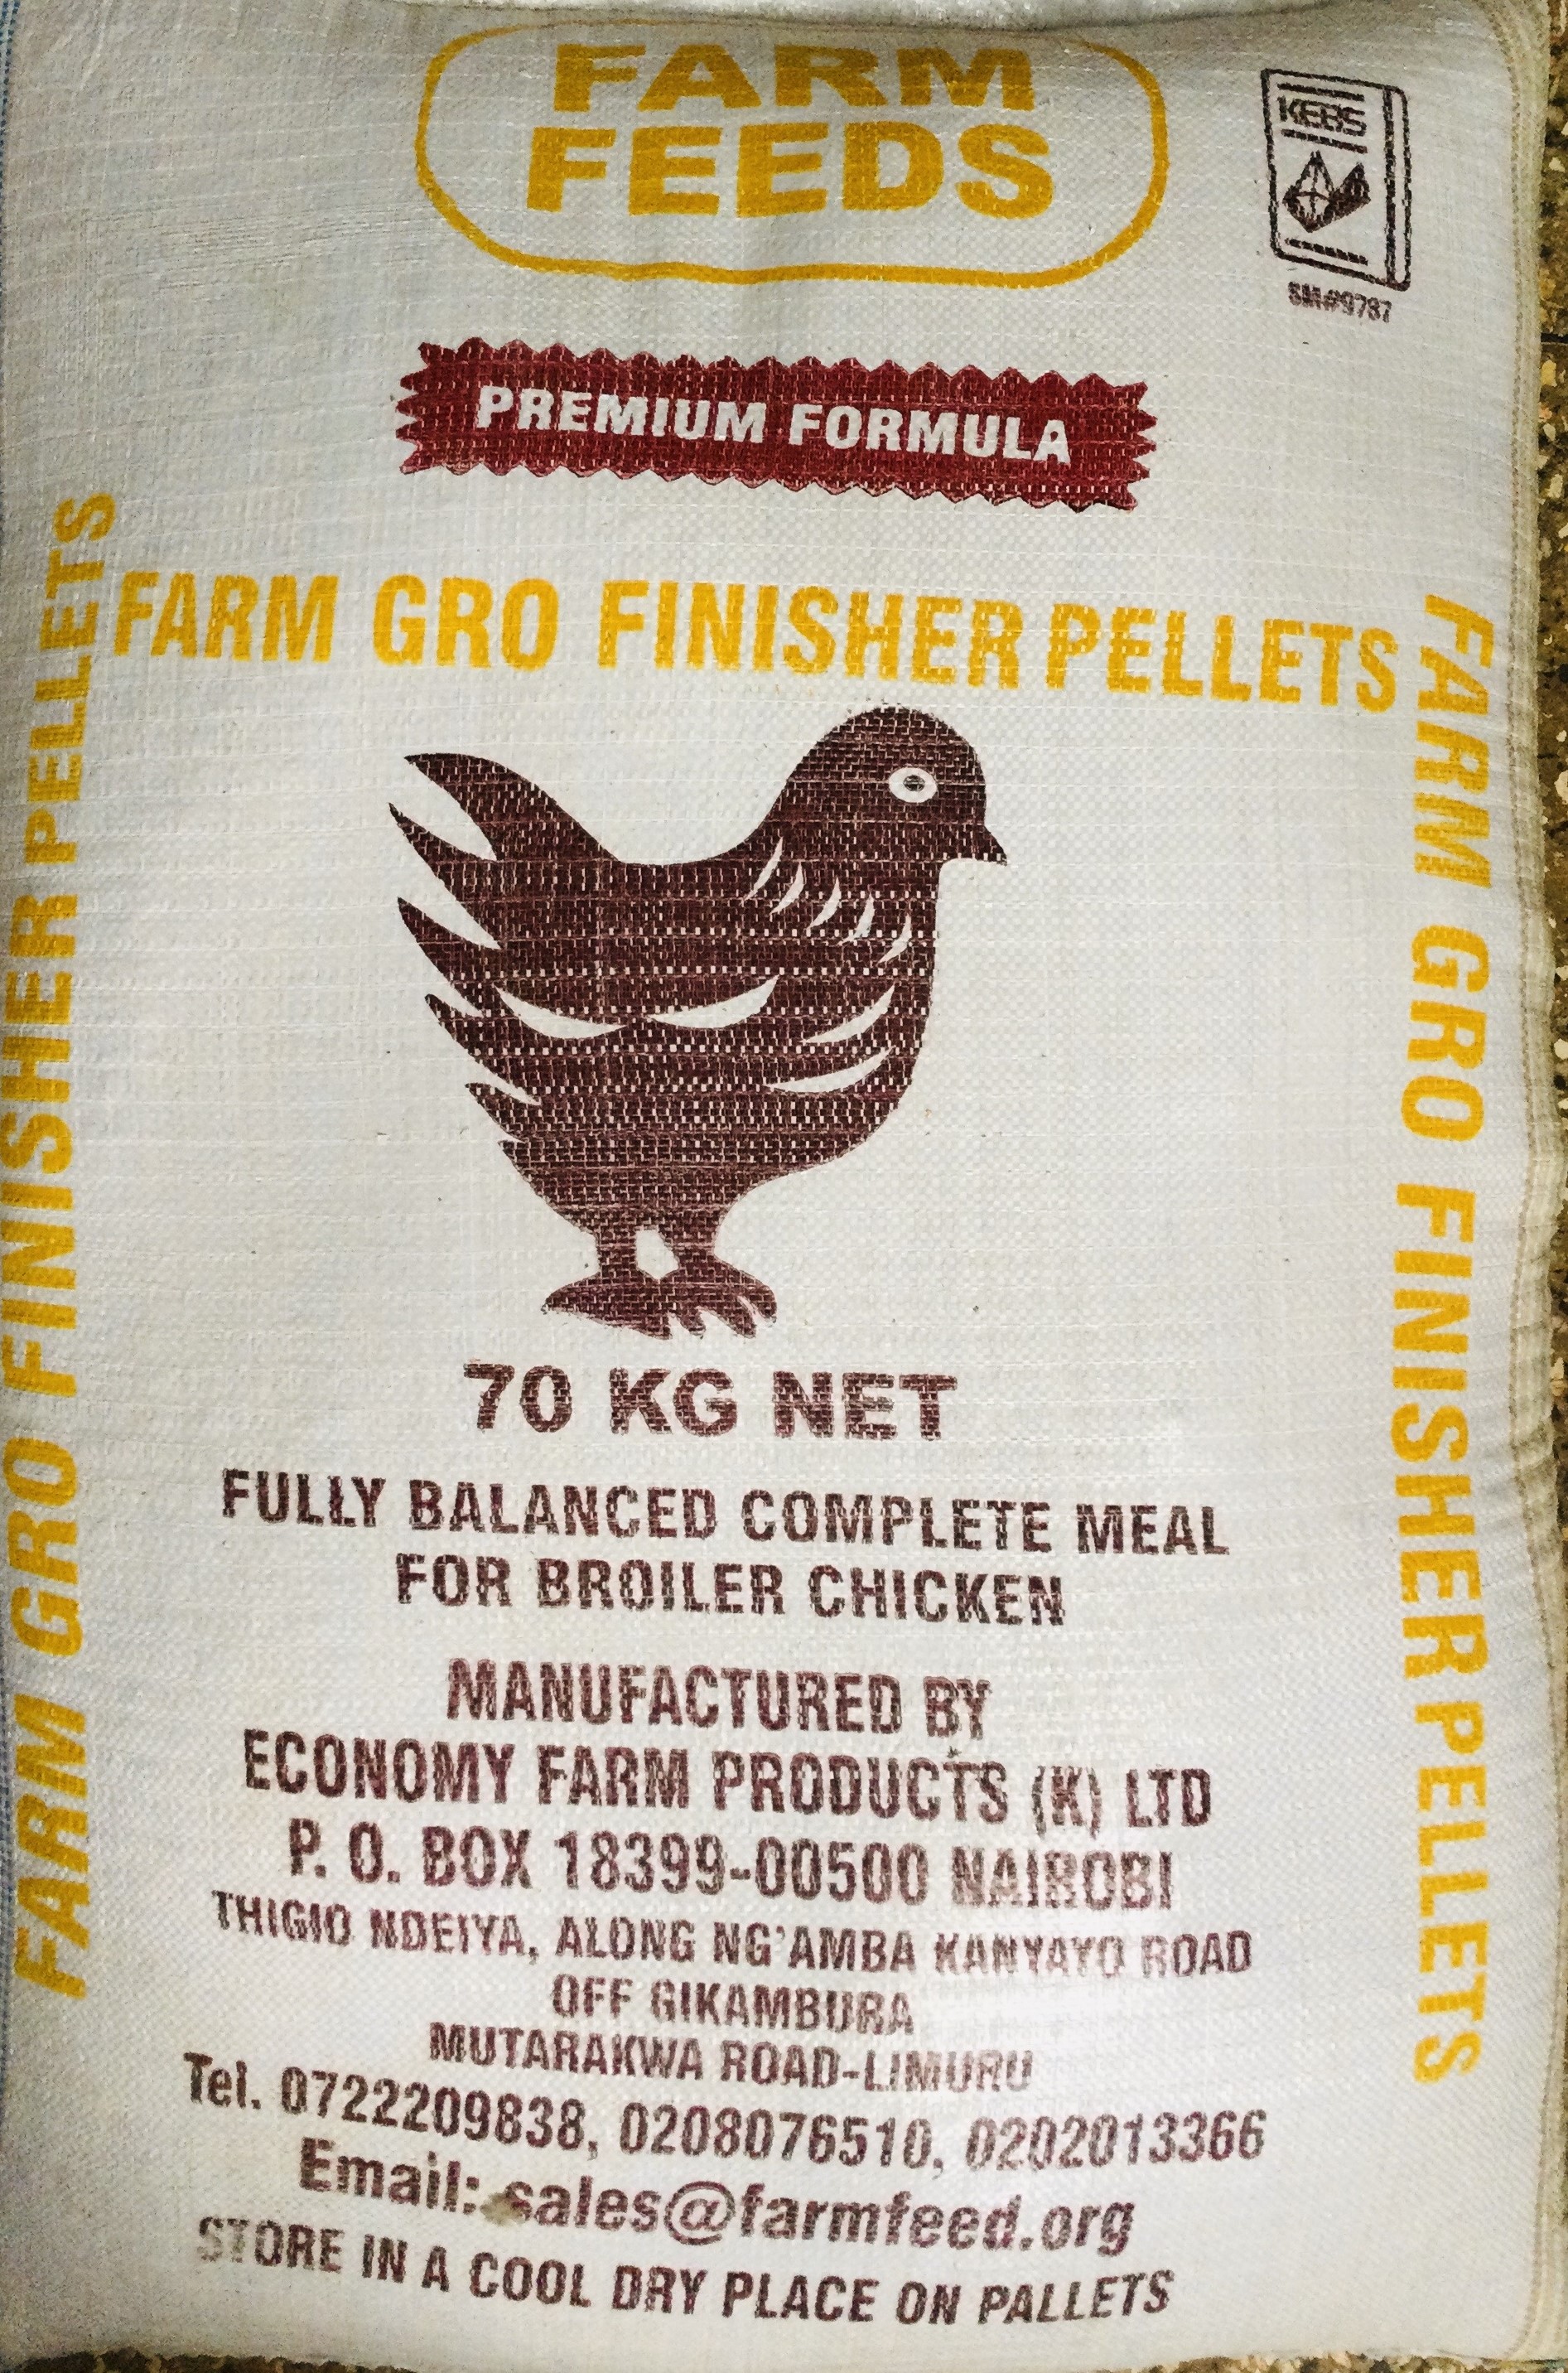 FARM
FEEDS
KEBS
SM#9787
PREMIUM FORMULA
FARM GRO FINISHER PELLETS
FARM GRO FINISHER PELLETS
FARM GRO FINISHER PELLETS
70 KG NET
FULLY BALANCED COMPLETE MEAL
FOR BROILER CHICKEN
MANUFACTURED BY
ECONOMY FARM PRODUCTS (K) LTD
P. O. BOX 18399-00500 NAIROBI
THIGIO NDEIYA, ALONG NG'AMBA KANYAYO ROAD
OFF GIKAMBURA
MUTARAKWA ROAD-LIMURU
Tel. 0722209838, 0208076510, 0202013366
Email: sales@farmfeed.org
STORE IN A COOL DRY PLACE ON PALLETS